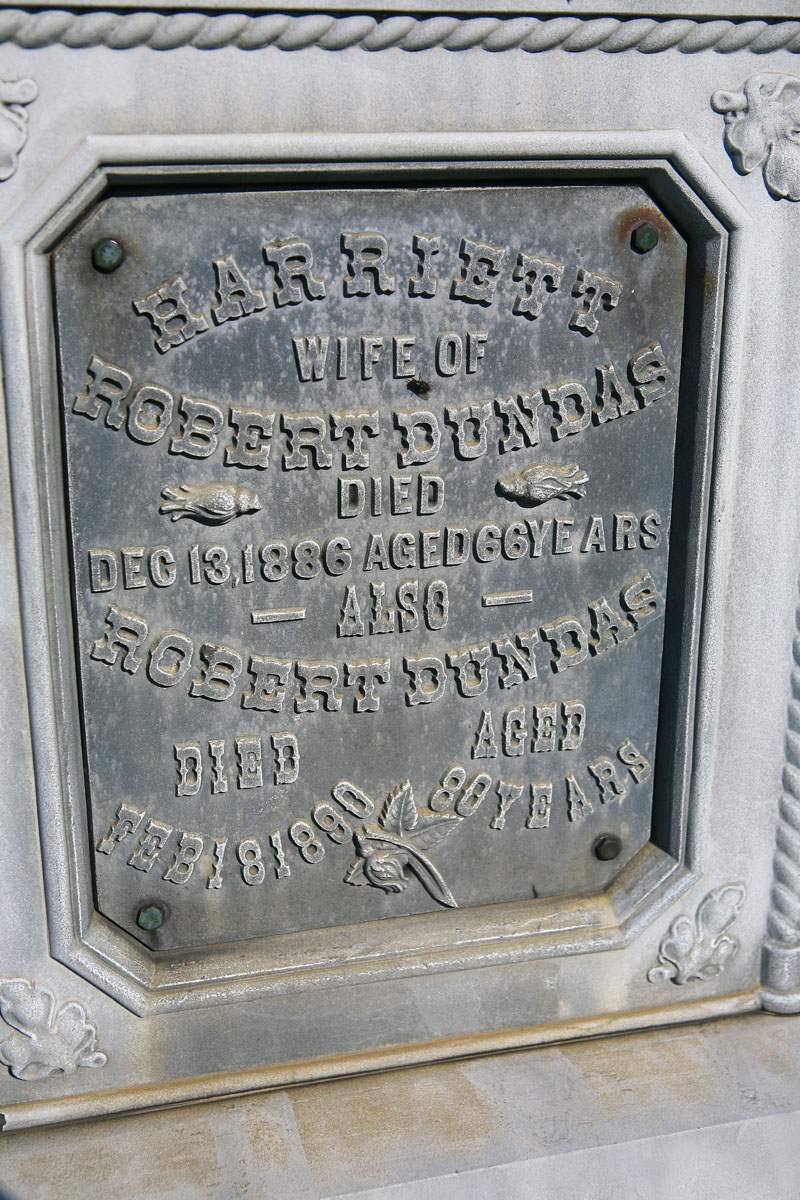 HARRIETT
WIFE OF
ROBERT DUNDAS
DIED
DEC 13, 1886 AGED 66 YEARS
— ALSO —
ROBERT DUNDAS
DIED AGED
FEB 18 1890 80 YEARS